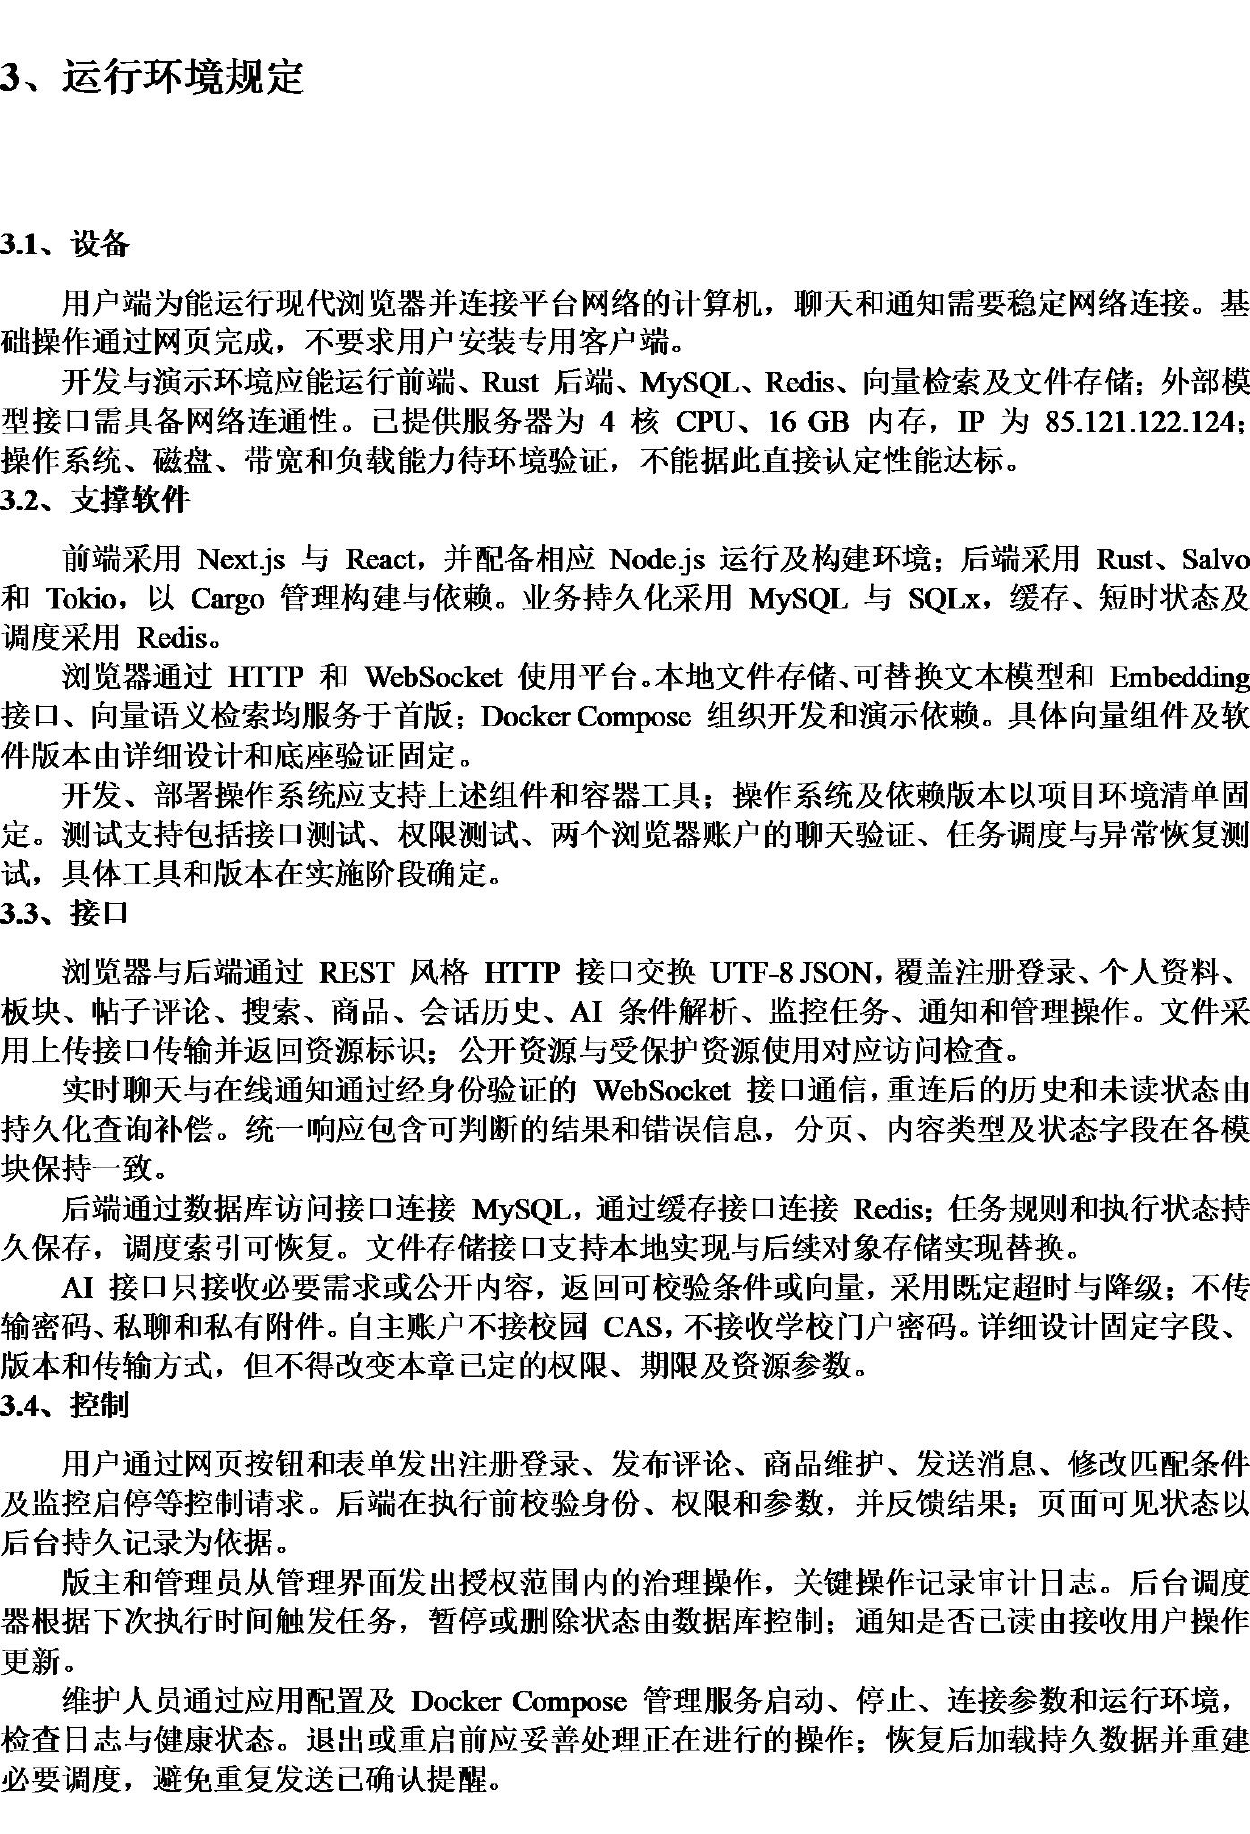 3、运行环境规定
3.1、设备
用户端为能运行现代浏览器并连接平台网络的计算机，聊天和通知需要稳定网络连接。基
础操作通过网页完成，不要求用户安装专用客户端。
开发与演示环境应能运行前端、Rust 后端、MySQL、Redis、向量检索及文件存储；外部模
型接口需具备网络连通性。已提供服务器为 4 核 CPU、16 GB 内存，IP 为 85.121.122.124；
操作系统、磁盘、带宽和负载能力待环境验证，不能据此直接认定性能达标。
3.2、支撑软件
前端采用 Next.js 与 React，并配备相应 Node.js 运行及构建环境；后端采用 Rust、Salvo
和 Tokio，以 Cargo 管理构建与依赖。业务持久化采用 MySQL 与 SQLx，缓存、短时状态及
调度采用 Redis。
浏览器通过 HTTP 和 WebSocket 使用平台。本地文件存储、可替换文本模型和 Embedding
接口、向量语义检索均服务于首版；Docker Compose 组织开发和演示依赖。具体向量组件及软
件版本由详细设计和底座验证固定。
开发、部署操作系统应支持上述组件和容器工具；操作系统及依赖版本以项目环境清单固
定。测试支持包括接口测试、权限测试、两个浏览器账户的聊天验证、任务调度与异常恢复测
试，具体工具和版本在实施阶段确定。
3.3、接口
浏览器与后端通过 REST 风格 HTTP 接口交换 UTF-8 JSON，覆盖注册登录、个人资料、
板块、帖子评论、搜索、商品、会话历史、AI 条件解析、监控任务、通知和管理操作。文件采
用上传接口传输并返回资源标识；公开资源与受保护资源使用对应访问检查。
实时聊天与在线通知通过经身份验证的 WebSocket 接口通信，重连后的历史和未读状态由
持久化查询补偿。统一响应包含可判断的结果和错误信息，分页、内容类型及状态字段在各模
块保持一致。
后端通过数据库访问接口连接 MySQL，通过缓存接口连接 Redis；任务规则和执行状态持
久保存，调度索引可恢复。文件存储接口支持本地实现与后续对象存储实现替换。
AI 接口只接收必要需求或公开内容，返回可校验条件或向量，采用既定超时与降级；不传
输密码、私聊和私有附件。自主账户不接校园 CAS，不接收学校门户密码。详细设计固定字段、
版本和传输方式，但不得改变本章已定的权限、期限及资源参数。
3.4、控制
用户通过网页按钮和表单发出注册登录、发布评论、商品维护、发送消息、修改匹配条件
及监控启停等控制请求。后端在执行前校验身份、权限和参数，并反馈结果；页面可见状态以
后台持久记录为依据。
版主和管理员从管理界面发出授权范围内的治理操作，关键操作记录审计日志。后台调度
器根据下次执行时间触发任务，暂停或删除状态由数据库控制；通知是否已读由接收用户操作
更新。
维护人员通过应用配置及 Docker Compose 管理服务启动、停止、连接参数和运行环境，
检查日志与健康状态。退出或重启前应妥善处理正在进行的操作；恢复后加载持久数据并重建
必要调度，避免重复发送已确认提醒。